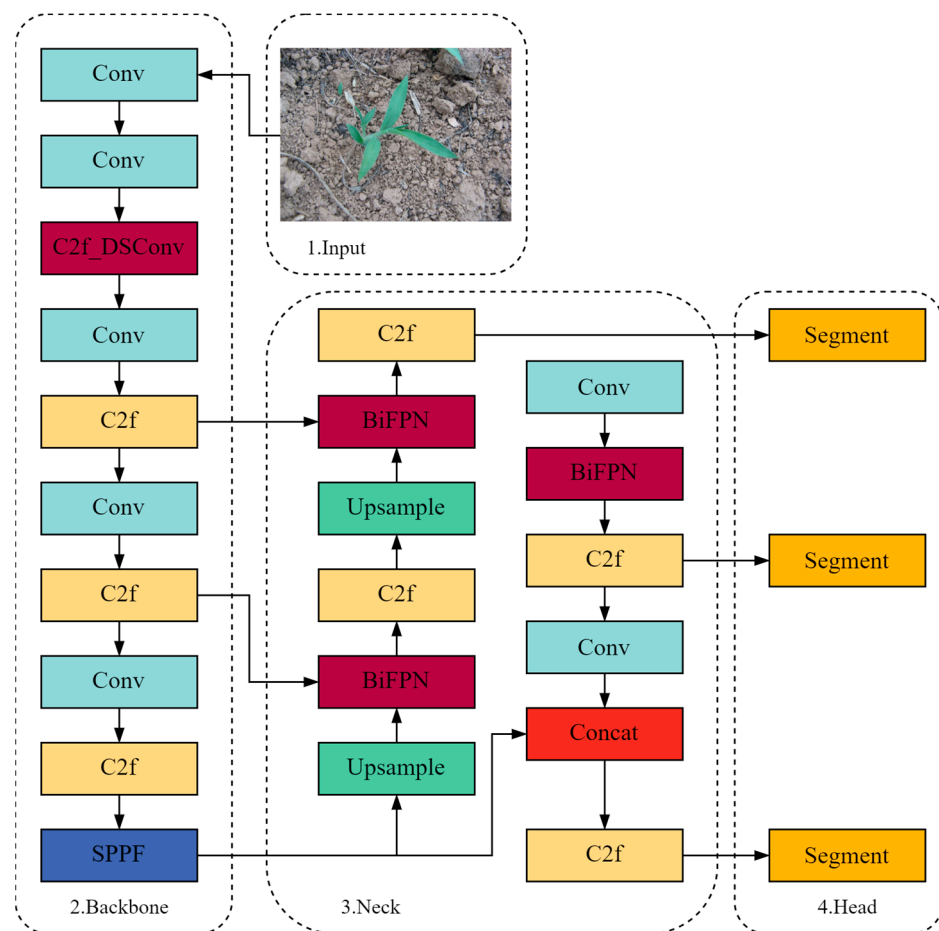 Conv
Conv
C2f_DSConv
Conv
C2f
Conv
C2f
Conv
C2f
SPPF
2.Backbone
1.Input
C2f
BiFPN
Upsample
C2f
BiFPN
Upsample
Conv
BiFPN
C2f
Conv
Concat
C2f
3.Neck
Segment
Segment
Segment
4.Head